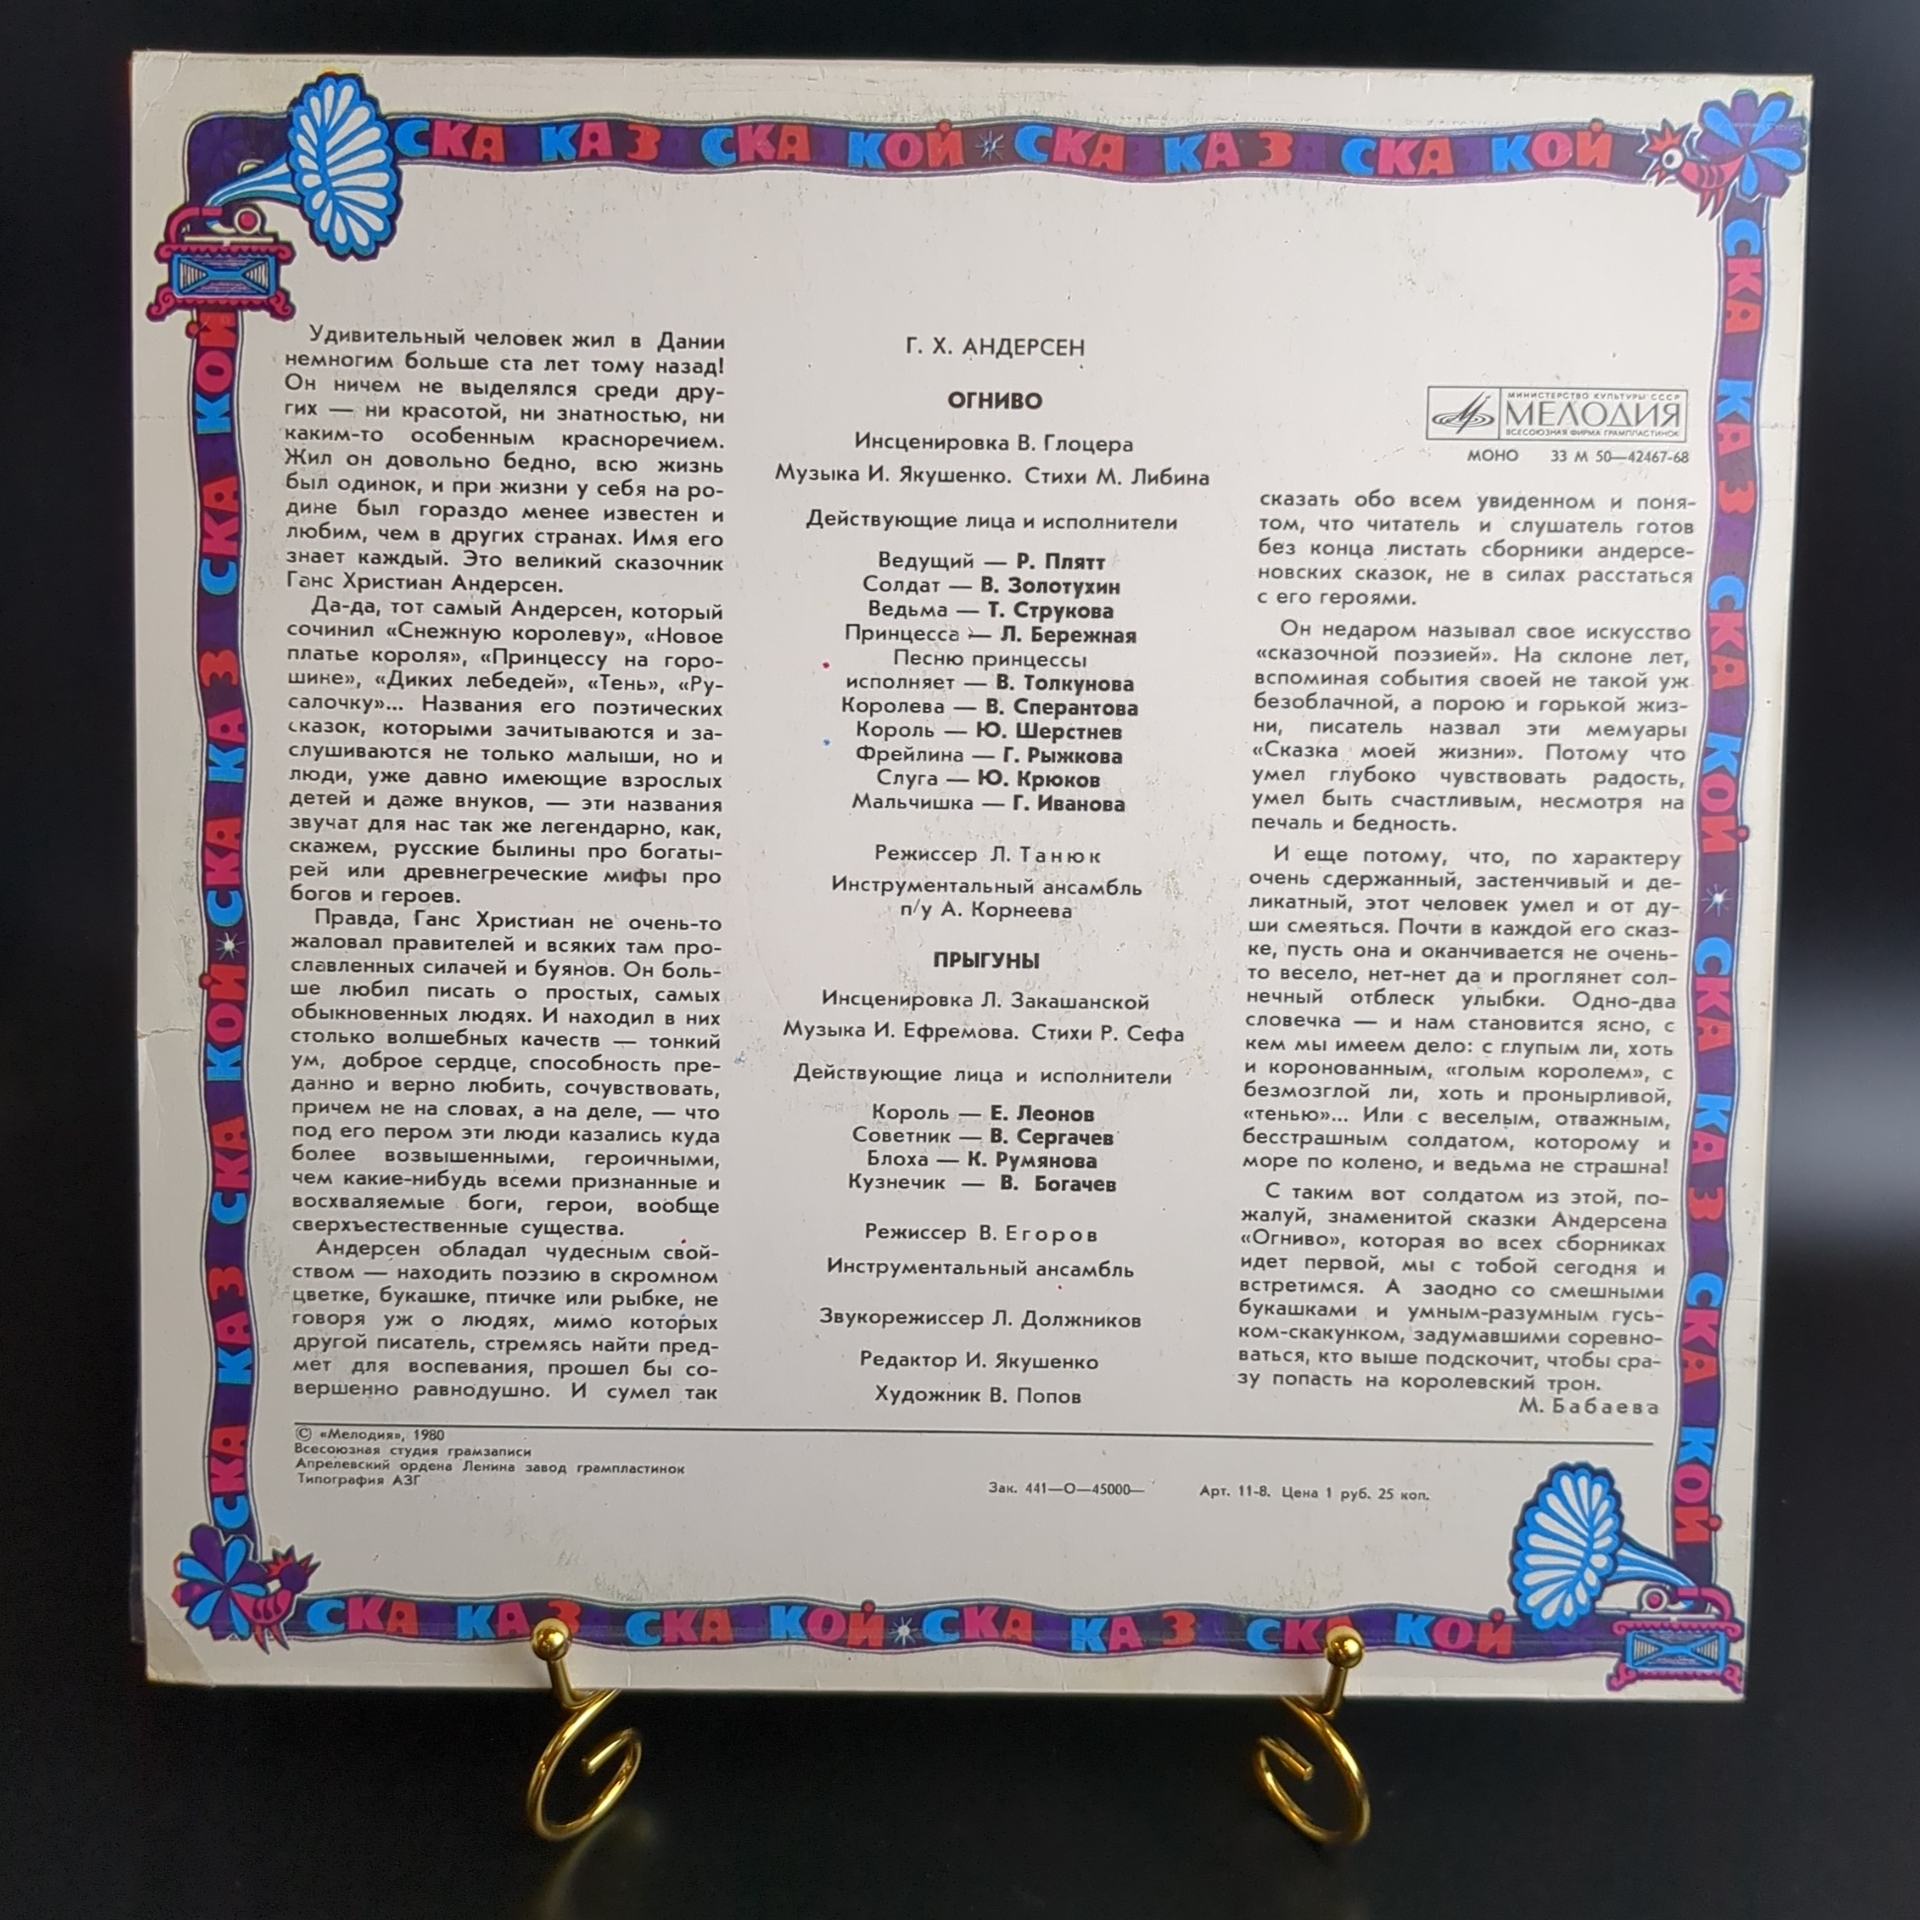 СКА КАЗ СКА КОЙ СКА КАЗ СКА КОЙ
СКА КАЗ СКА КОЙ СКА КАЗ СКА КОЙ
СКА КАЗ СКА КОЙ СКА КАЗ СКА КОЙ
Удивительный человек жил в Дании
немногим больше ста лет тому назад!
Он ничем не выделялся среди дру-
гих — ни красотой, ни знатностью, ни
каким-то особенным красноречием.
Жил он довольно бедно, всю жизнь
был одинок, и при жизни у себя на ро-
дине был гораздо менее известен и
любим, чем в других странах. Имя его
знает каждый. Это великий сказочник
Ганс Христиан Андерсен.
Да-да, тот самый Андерсен, который
сочинил «Снежную королеву», «Новое
платье короля», «Принцессу на горо-
шине», «Диких лебедей», «Тень», «Ру-
салочку»... Названия его поэтических
сказок, которыми зачитываются и за-
слушиваются не только малыши, но и
люди, уже давно имеющие взрослых
детей и даже внуков, — эти названия
звучат для нас так же легендарно, как,
скажем, русские былины про богаты-
рей или древнегреческие мифы про
богов и героев.
Правда, Ганс Христиан не очень-то
жаловал правителей и всяких там про-
славленных силачей и буянов. Он боль-
ше любил писать о простых, самых
обыкновенных людях. И находил в них
столько волшебных качеств — тонкий
ум, доброе сердце, способность пре-
данно и верно любить, сочувствовать,
причем не на словах, а на деле, — что
под его пером эти люди казались куда
более возвышенными, героичными,
чем какие-нибудь всеми признанные и
восхваляемые боги, герои, вообще
сверхъестественные существа.
Андерсен обладал чудесным свой-
ством — находить поэзию в скромном
цветке, букашке, птичке или рыбке, не
говоря уж о людях, мимо которых
другой писатель, стремясь найти пред-
мет для воспевания, прошел бы со-
вершенно равнодушно. И сумел так
Г. Х. АНДЕРСЕН
ОГНИВО
Инсценировка В. Глоцера
Музыка И. Якушенко. Стихи М. Либина
Действующие лица и исполнители
Ведущий — Р. Плятт
Солдат — В. Золотухин
Ведьма — Т. Струкова
Принцесса — Л. Бережная
Песню принцессы
исполняет — В. Толкунова
Королева — В. Сперантова
Король — Ю. Шерстнев
Фрейлина — Г. Рыжкова
Слуга — Ю. Крюков
Мальчишка — Г. Иванова
Режиссер Л. Танюк
Инструментальный ансамбль
п/у А. Корнеева
ПРЫГУНЫ
Инсценировка Л. Закашанской
Музыка И. Ефремова. Стихи Р. Сефа
Действующие лица и исполнители
Король — Е. Леонов
Советник — В. Сергачев
Блоха — К. Румянова
Кузнечик — В. Богачев
Режиссер В. Егоров
Инструментальный ансамбль
Звукорежиссер Л. Должников
Редактор И. Якушенко
Художник В. Попов
МИНИСТЕРСТВО КУЛЬТУРЫ СССР
МЕЛОДИЯ
ВСЕСОЮЗНАЯ ФИРМА ГРАМПЛАСТИНОК
МОНО 33 М 50—42467-68
сказать обо всем увиденном и поня-
том, что читатель и слушатель готов
без конца листать сборники андерсе-
новских сказок, не в силах расстаться
с его героями.
Он недаром называл свое искусство
«сказочной поэзией». На склоне лет,
вспоминая события своей не такой уж
безоблачной, а порою и горькой жиз-
ни, писатель назвал эти мемуары
«Сказка моей жизни». Потому что
умел глубоко чувствовать радость,
умел быть счастливым, несмотря на
печаль и бедность.
И еще потому, что, по характеру
очень сдержанный, застенчивый и де-
ликатный, этот человек умел и от ду-
ши смеяться. Почти в каждой его сказ-
ке, пусть она и оканчивается не очень-
то весело, нет-нет да и проглянет сол-
нечный отблеск улыбки. Одно-два
словечка — и нам становится ясно, с
кем мы имеем дело: с глупым ли, хоть
и коронованным, «голым королем», с
безмозглой ли, хоть и пронырливой,
«тенью»... Или с веселым, отважным,
бесстрашным солдатом, которому и
море по колено, и ведьма не страшна!
С таким вот солдатом из этой, по-
жалуй, знаменитой сказки Андерсена
«Огниво», которая во всех сборниках
идет первой, мы с тобой сегодня и
встретимся. А заодно со смешными
букашками и умным-разумным гусь-
ком-скакунком, задумавшими соревно-
ваться, кто выше подскочит, чтобы сра-
зу попасть на королевский трон.
М. Бабаева
© «Мелодия», 1980
Всесоюзная студия грамзаписи
Апрелевский ордена Ленина завод грампластинок
Типография АЗГ
Зак. 441—О—45000— Арт. 11-8. Цена 1 руб. 25 коп.
СКА КАЗ СКА КОЙ СКА КАЗ СКА КОЙ